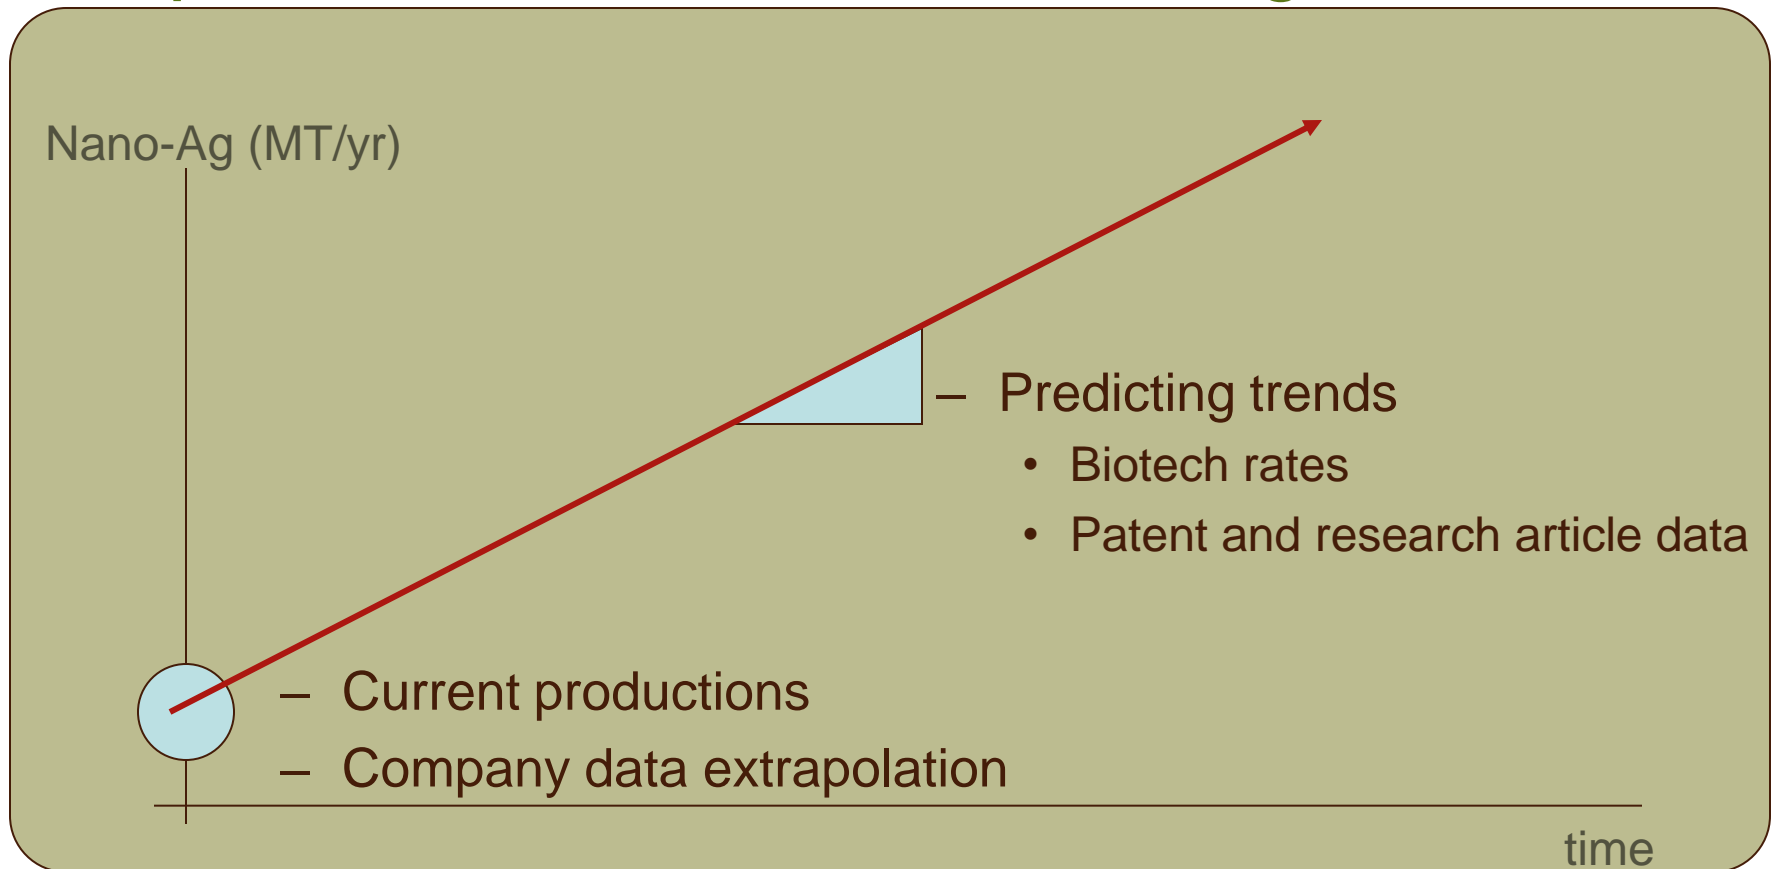 Nano-Ag (MT/yr)
– Predicting trends
• Biotech rates
• Patent and research article data
– Current productions
– Company data extrapolation
time